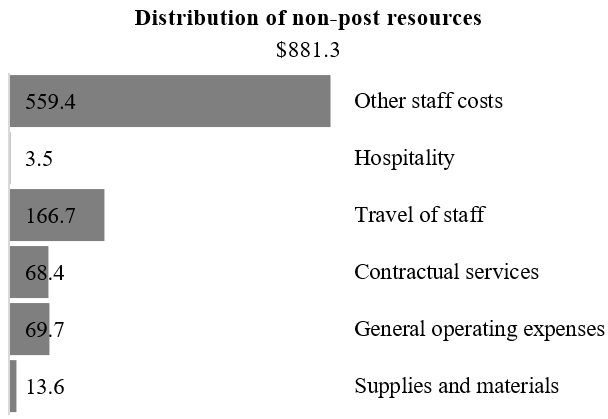 Distribution of non-post resources
$881.3
559.4 Other staff costs
3.5 Hospitality
166.7 Travel of staff
68.4 Contractual services
69.7 General operating expenses
13.6 Supplies and materials